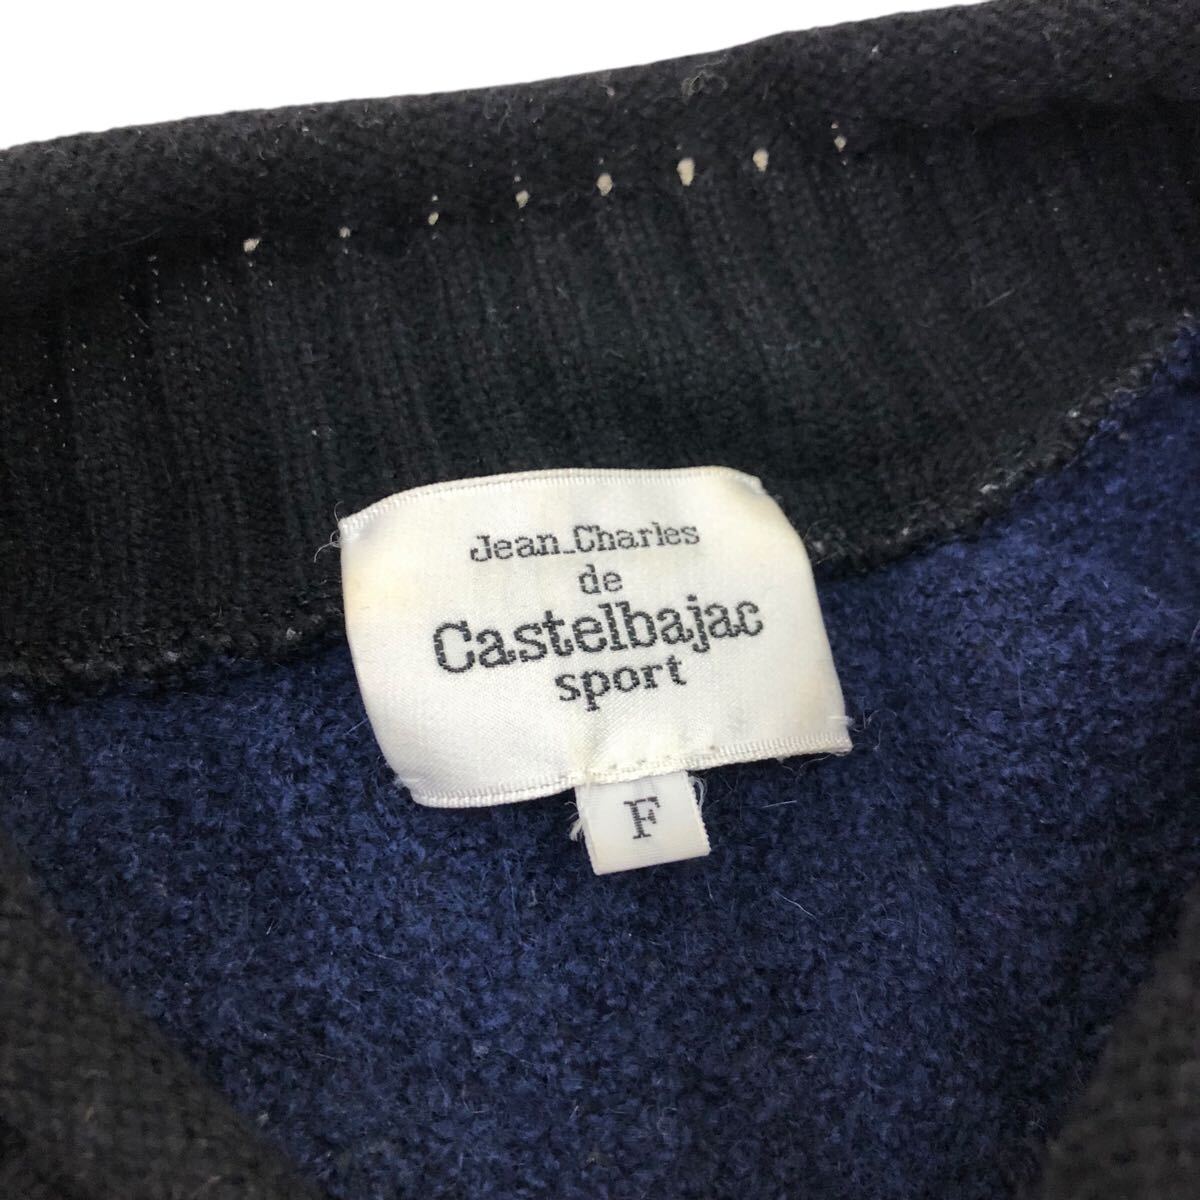 Jean_Charles
de
Castelbajac
sport
F